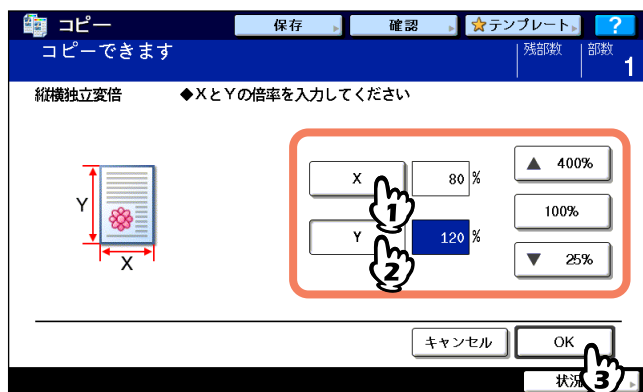 コピー 保存 確認 テンプレート ?
コピーできます 残部数 部数 1
縦横独立変倍 ◆XとYの倍率を入力してください
X 80 % ▲ 400%
1
100%
Y Y 120 % ▼ 25%
2
X
キャンセル OK
状況 3